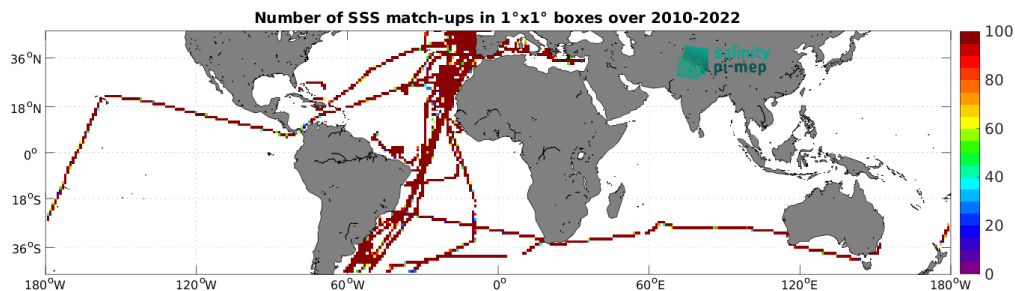 Number of SSS match-ups in 1°x1° boxes over 2010-2022
36°N
18°N
0°
18°S
36°S
180°W 120°W 60°W 0° 60°E 120°E 180°W
salinity
pi-mep
100
80
60
40
20
0